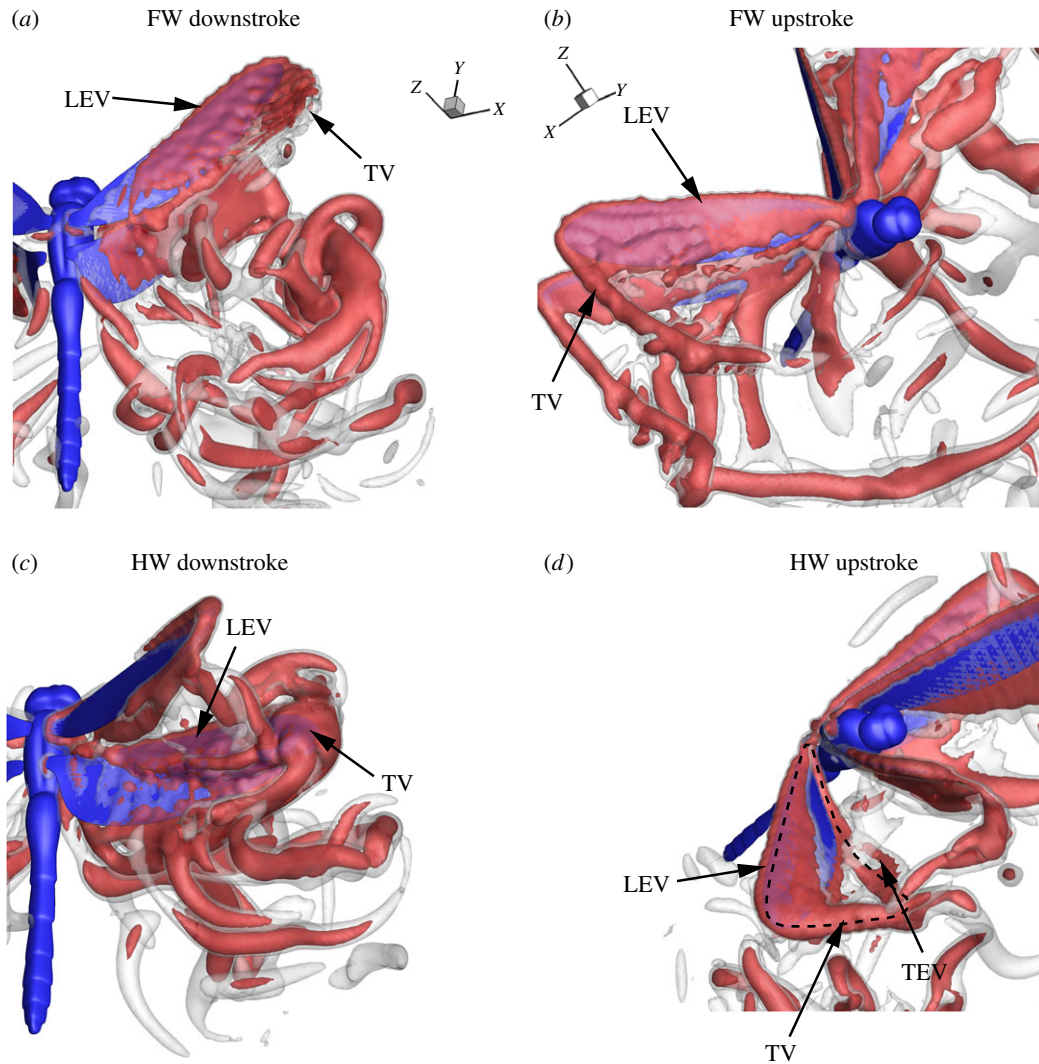 (a) FW downstroke
LEV
Z
Y
X
TV
(b) FW upstroke
Z
Y
X
LEV
TV
(c) HW downstroke
LEV
TV
(d) HW upstroke
LEV
TEV
TV